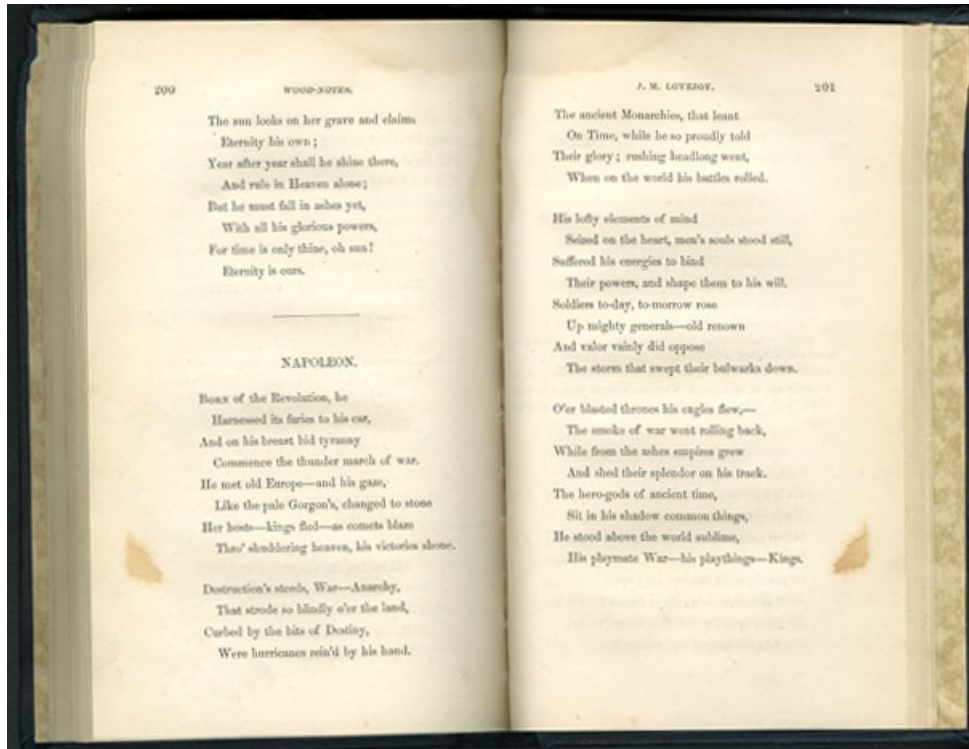 200
WOOD-NOTES.
The sun looks on her grave and claims
Eternity his own;
Year after year shall he shine there,
And rule in Heaven alone;
But he must fall in ashes yet,
With all his glorious powers,
For time is only thine, oh sun!
Eternity is ours.
NAPOLEON.
BORN of the Revolution, he
Harnessed its furies to his car,
And on his breast bid tyranny
Commence the thunder march of war.
He met old Europe—and his gaze,
Like the pale Gorgon's, changed to stone
Her hosts—kings fled—as comets blaze
Thro' shuddering heaven, his victories shone.
Destruction's steeds, War—Anarchy,
That strode so blindly o'er the land,
Curbed by the bits of Destiny,
Were hurricanes rein'd by his hand.
J. M. LOVEJOY.
201
The ancient Monarchies, that leant
On Time, while he so proudly told
Their glory; rushing headlong went,
When on the world his battles rolled.
His lofty elements of mind
Seized on the heart, men's souls stood still,
Suffered his energies to bind
Their powers, and shape them to his will.
Soldiers to-day, to-morrow rose
Up mighty generals—old renown
And valor vainly did oppose
The storm that swept their bulwarks down.
O'er blasted thrones his eagles flew,—
The smoke of war went rolling back,
While from the ashes empires grew
And shed their splendor on his track.
The hero-gods of ancient time,
Sit in his shadow common things,
He stood above the world sublime,
His playmate War—his playthings—Kings.